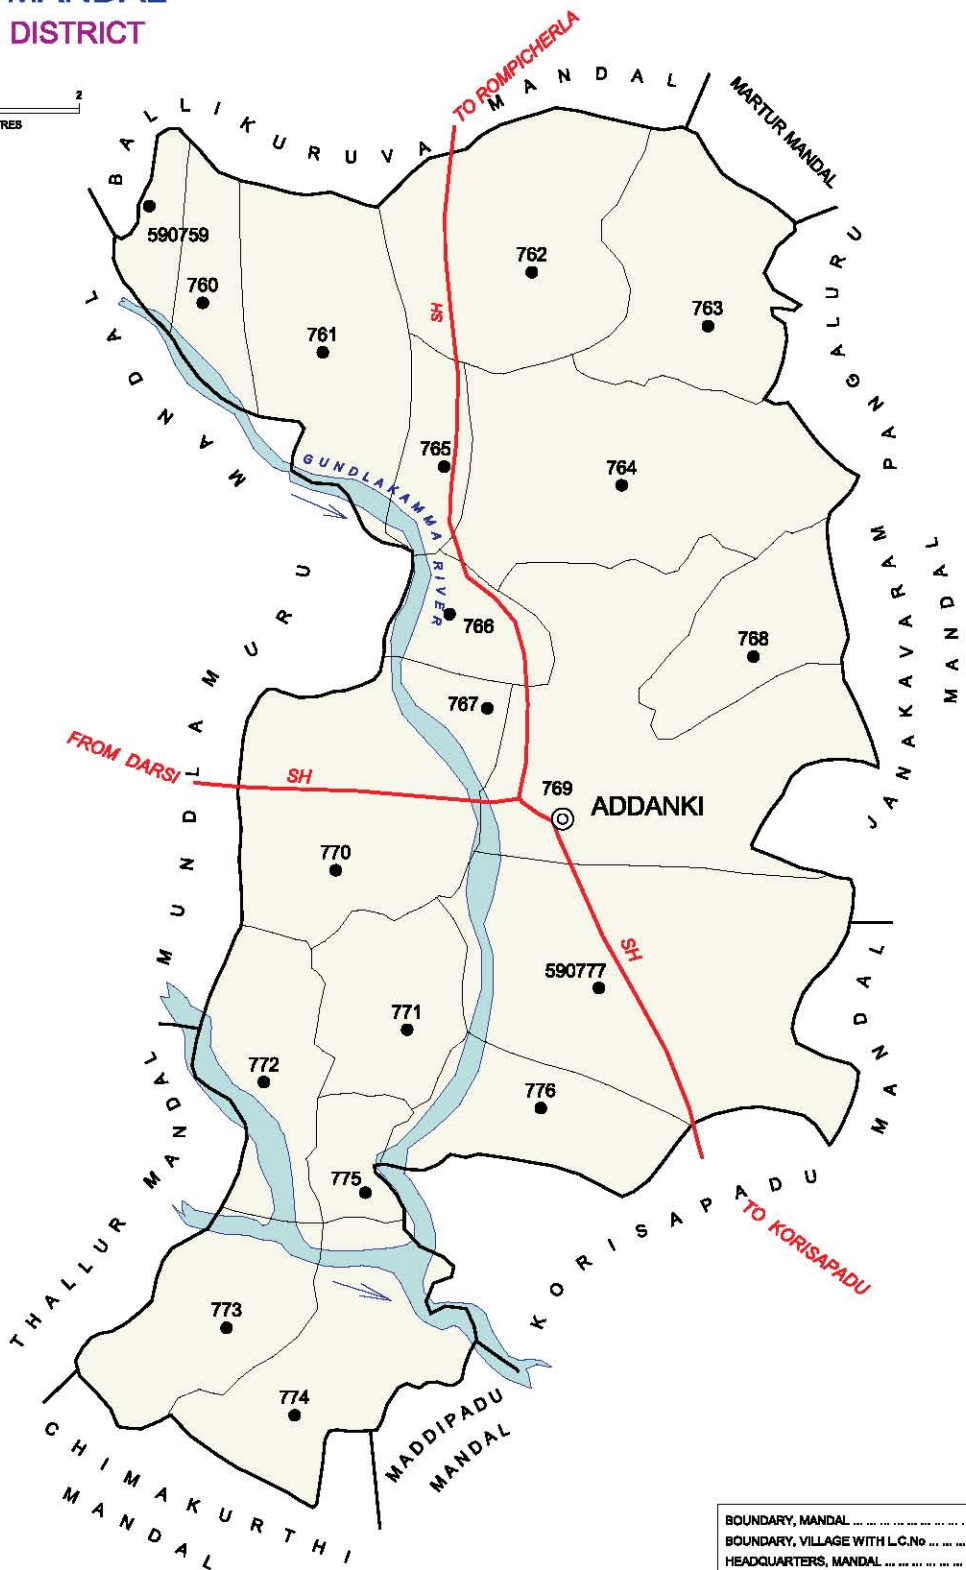 DISTRICT
2
BALLIKURUVA MANDAL
TO ROMPICHERLA
MARTUR MANDAL
590759
760
761
762
763
SH
765
764
GUNDLAKAMMA RIVER
766
768
767
JANAKAVARAM PANGALURU
MANDAL
MUNDLAMURU MANDAL
FROM DARSI
SH
769
ADDANKI
770
SH
590777
771
772
776
775
THALLUR MANDAL
KORISAPADU MANDAL
TO KORISAPADU
773
774
MADDIPADU
MANDAL
CHIMAKURTHI
MANDAL
BOUNDARY, MANDAL ... ... ... ... ... ... ...
BOUNDARY, VILLAGE WITH L.C.No ... ... ...
HEADQUARTERS, MANDAL ... ... ... ... ... ...